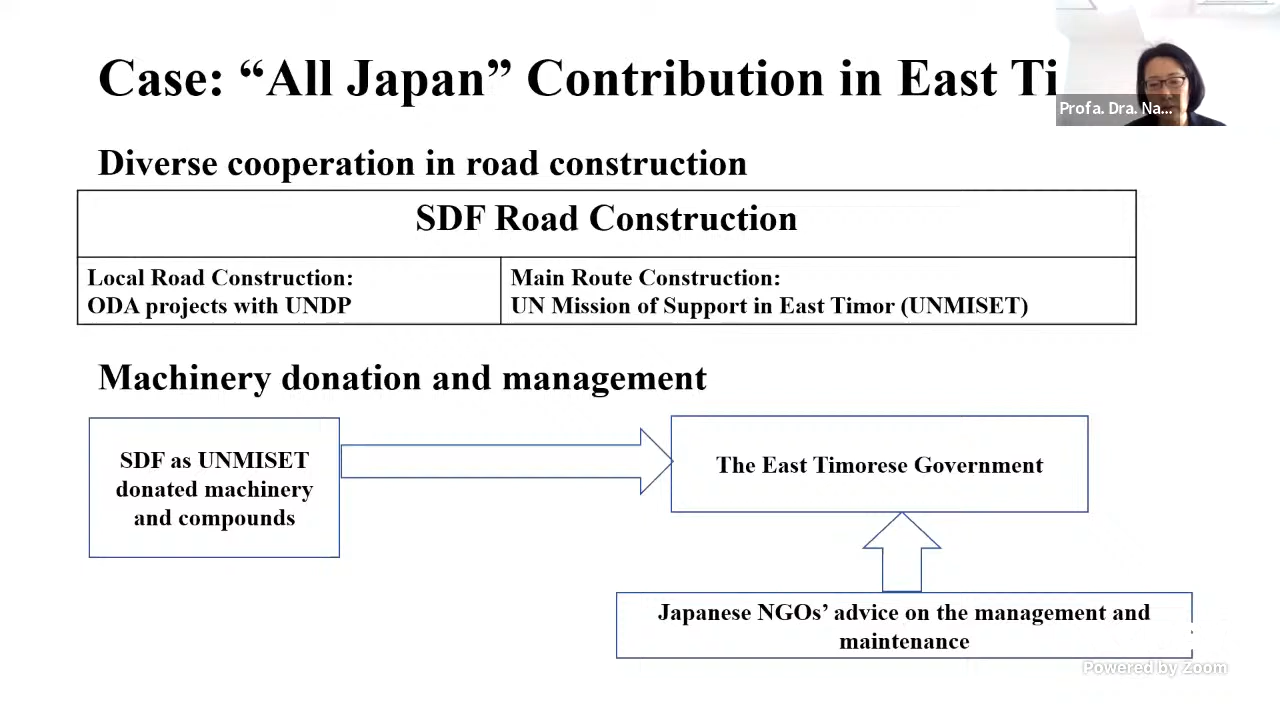 Case: “All Japan” Contribution in East Ti
Profa. Dra. Na...
Diverse cooperation in road construction
SDF Road Construction
Local Road Construction:
ODA projects with UNDP
Main Route Construction:
UN Mission of Support in East Timor (UNMISET)
Machinery donation and management
SDF as UNMISET
donated machinery
and compounds
The East Timorese Government
Japanese NGOs’ advice on the management and
maintenance
Powered by Zoom